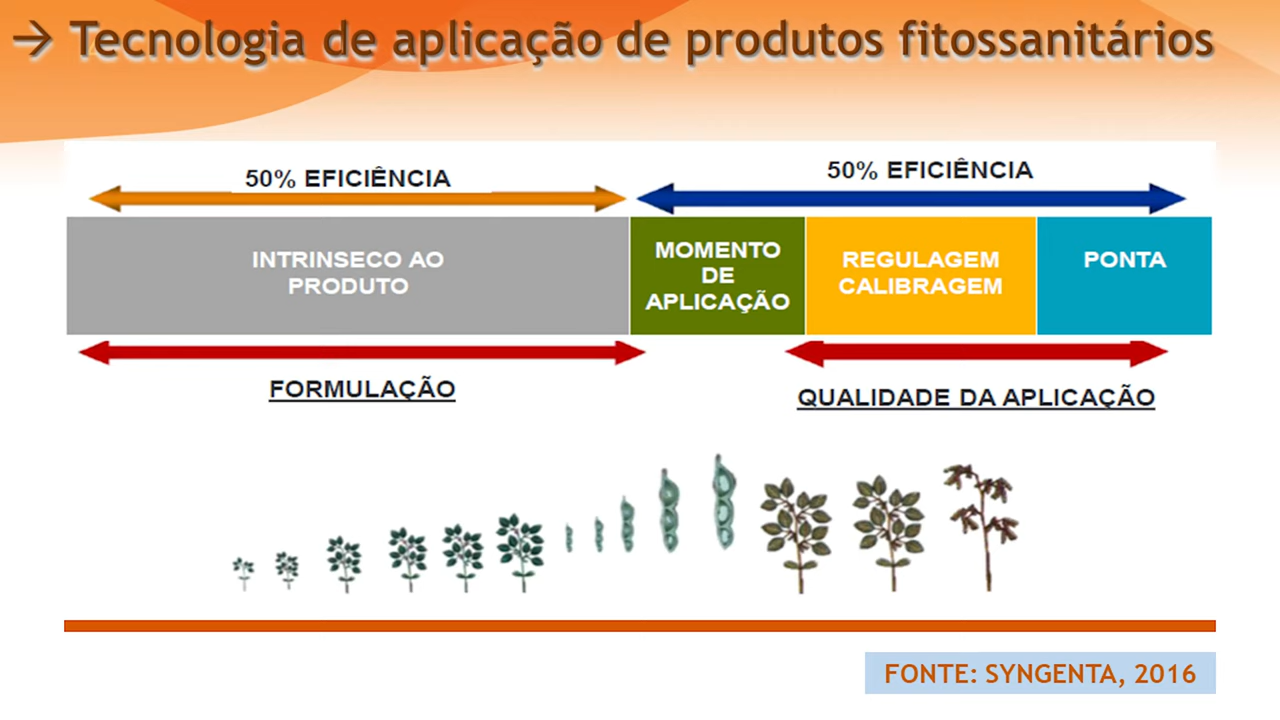 → Tecnologia de aplicação de produtos fitossanitários
50% EFICIÊNCIA
50% EFICIÊNCIA
INTRINSECO AO
PRODUTO
MOMENTO
DE
APLICAÇÃO
REGULAGEM
CALIBRAGEM
PONTA
FORMULAÇÃO
QUALIDADE DA APLICAÇÃO
FONTE: SYNGENTA, 2016